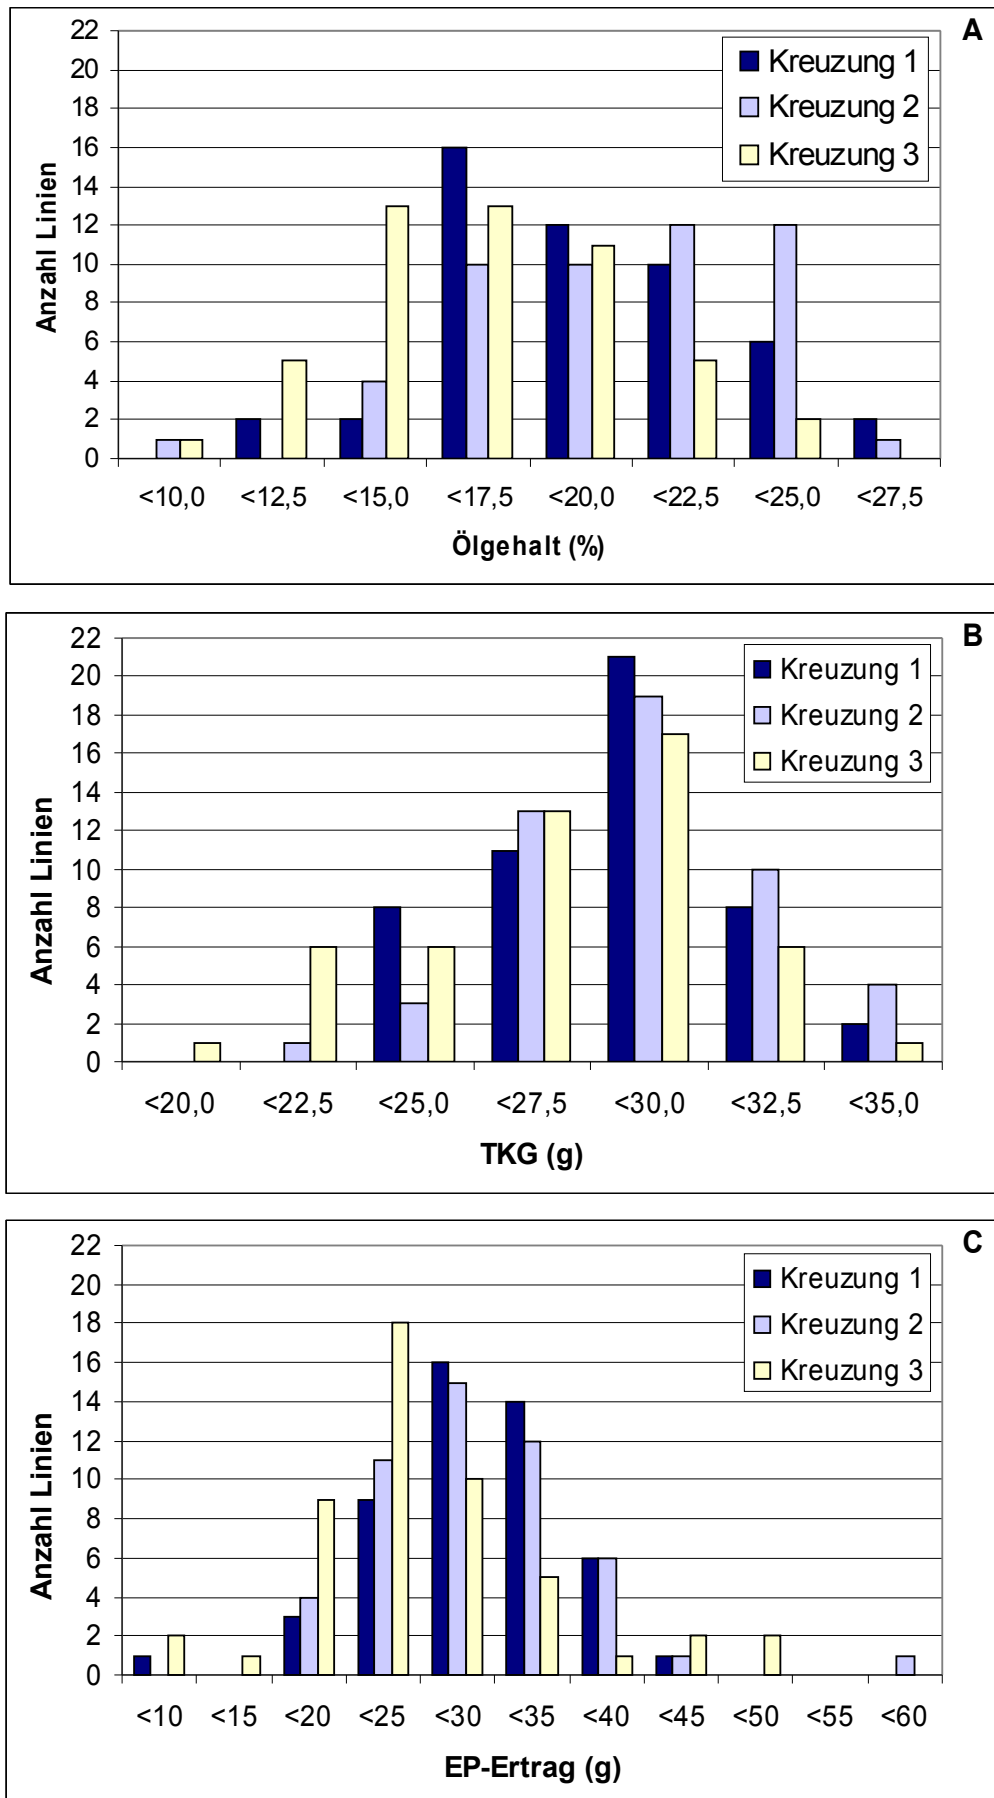 A
22
20
18
16
14
12
10
8
6
4
2
0
Anzahl Linien
Kreuzung 1
Kreuzung 2
Kreuzung 3
<10,0 <12,5 <15,0 <17,5 <20,0 <22,5 <25,0 <27,5
Ölgehalt (%)
B
22
20
18
16
14
12
10
8
6
4
2
0
Anzahl Linien
Kreuzung 1
Kreuzung 2
Kreuzung 3
<20,0 <22,5 <25,0 <27,5 <30,0 <32,5 <35,0
TKG (g)
C
22
20
18
16
14
12
10
8
6
4
2
0
Anzahl Linien
Kreuzung 1
Kreuzung 2
Kreuzung 3
<10 <15 <20 <25 <30 <35 <40 <45 <50 <55 <60
EP-Ertrag (g)